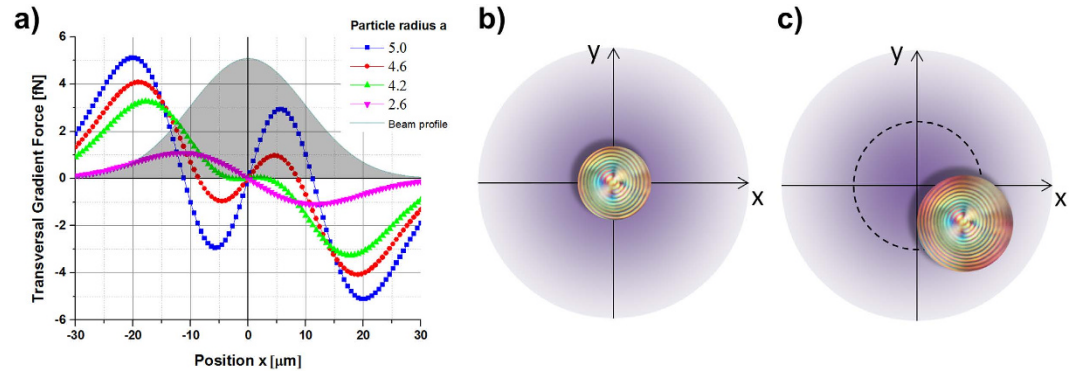 a)
Particle radius a
5.0
4.6
4.2
2.6
Beam profile
Transversal Gradient Force [fN]
6
4
2
0
-2
-4
-6
-30 -20 -10 0 10 20 30
Position x [μm]
b)
y
x
c)
y
x